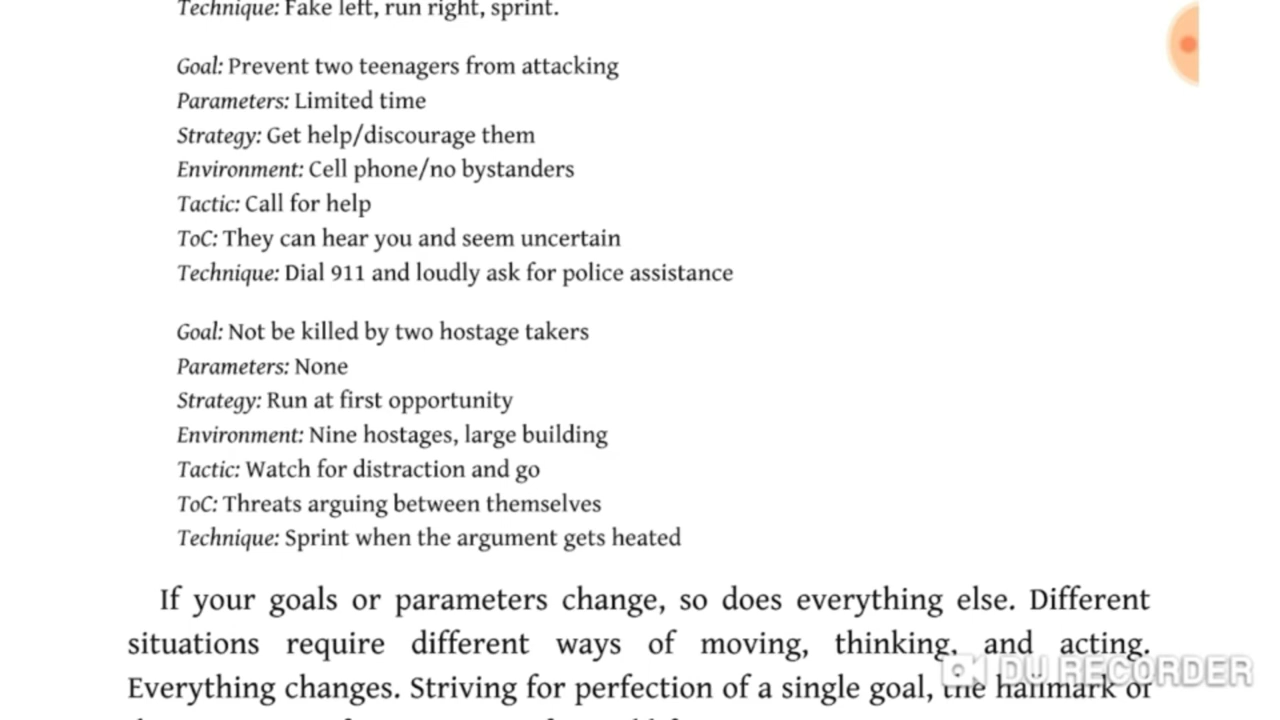 Technique: Fake left, run right, sprint.
Goal: Prevent two teenagers from attacking
Parameters: Limited time
Strategy: Get help/discourage them
Environment: Cell phone/no bystanders
Tactic: Call for help
ToC: They can hear you and seem uncertain
Technique: Dial 911 and loudly ask for police assistance
Goal: Not be killed by two hostage takers
Parameters: None
Strategy: Run at first opportunity
Environment: Nine hostages, large building
Tactic: Watch for distraction and go
ToC: Threats arguing between themselves
Technique: Sprint when the argument gets heated
If your goals or parameters change, so does everything else. Different
situations require different ways of moving, thinking, and acting.
Everything changes. Striving for perfection of a single goal, the hallmark of
DU RECORDER